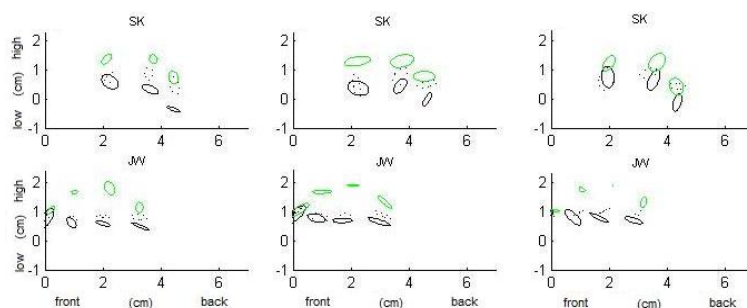 SK SK SK
low (cm) high 2 1 0 -1 2 1 0 -1 2 1 0 -1
0 2 4 6 0 2 4 6 0 2 4 6
JW JW JW
low (cm) high 2 1 0 -1 2 1 0 -1 2 1 0 -1
0 2 4 6 0 2 4 6 0 2 4 6
front (cm) back front (cm) back front (cm) back